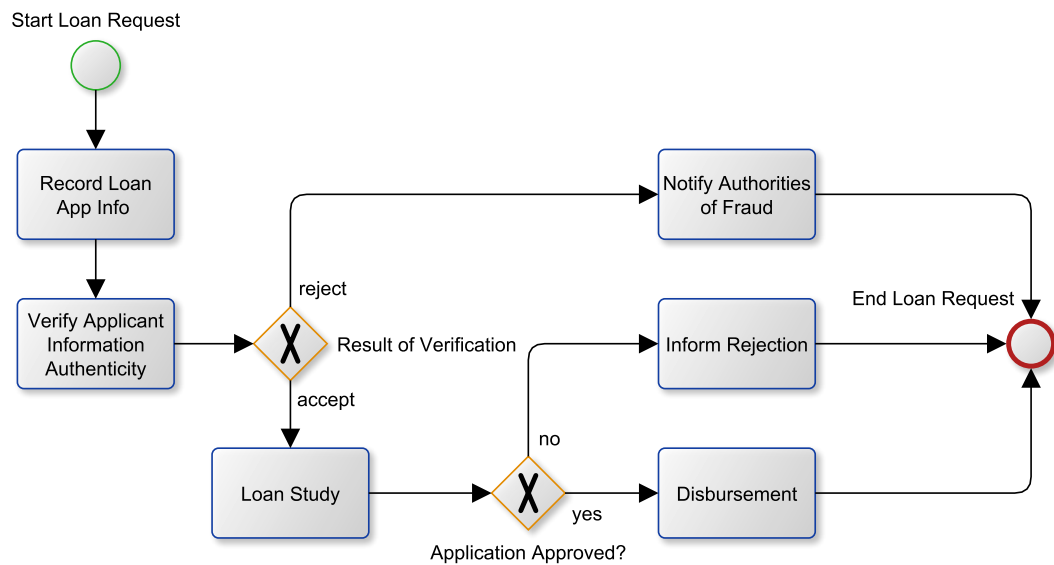 Start Loan Request
Record Loan
App Info
Notify Authorities
of Fraud
reject
End Loan Request
Verify Applicant
Information
Authenticity
X
Result of Verification
Inform Rejection
accept
no
Loan Study
X
Disbursement
yes
Application Approved?